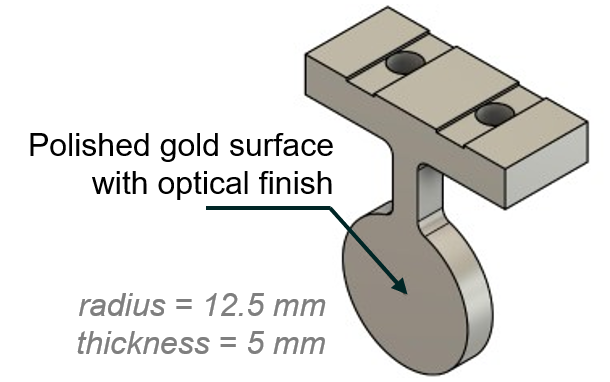 Polished gold surface
with optical finish
radius = 12.5 mm
thickness = 5 mm